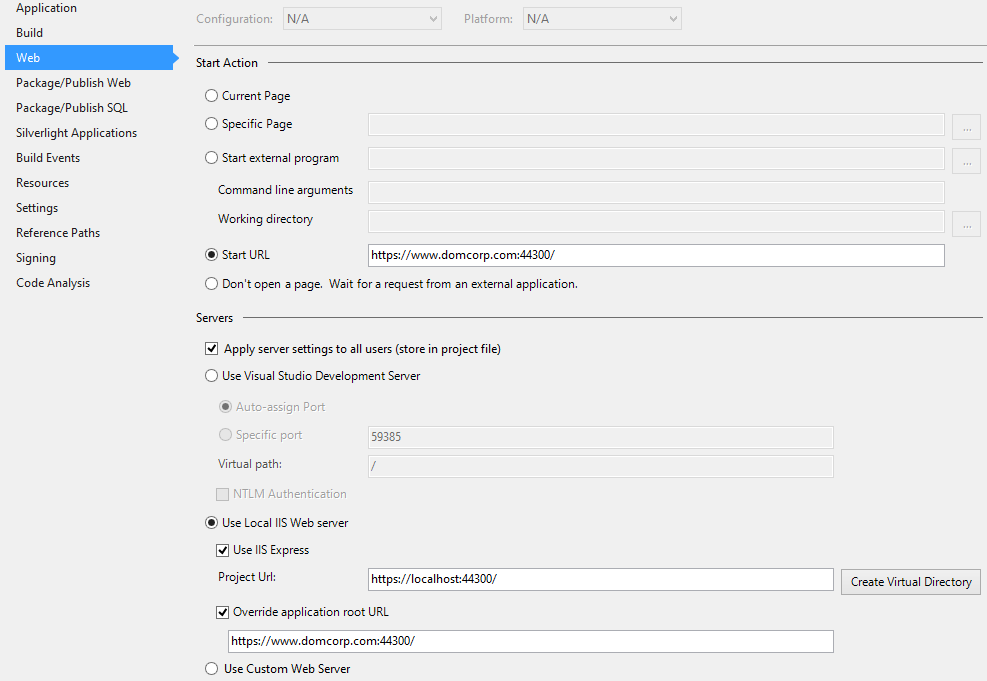 Application
Build
Web
Package/Publish Web
Package/Publish SQL
Silverlight Applications
Build Events
Resources
Settings
Reference Paths
Signing
Code Analysis
Configuration: N/A Platform: N/A
Start Action
Current Page
Specific Page ...
Start external program ...
Command line arguments
Working directory ...
Start URL https://www.domcorp.com:44300/
Don't open a page. Wait for a request from an external application.
Servers
Apply server settings to all users (store in project file)
Use Visual Studio Development Server
Auto-assign Port
Specific port 59385
Virtual path: /
NTLM Authentication
Use Local IIS Web server
Use IIS Express
Project Url: https://localhost:44300/ Create Virtual Directory
Override application root URL
https://www.domcorp.com:44300/
Use Custom Web Server